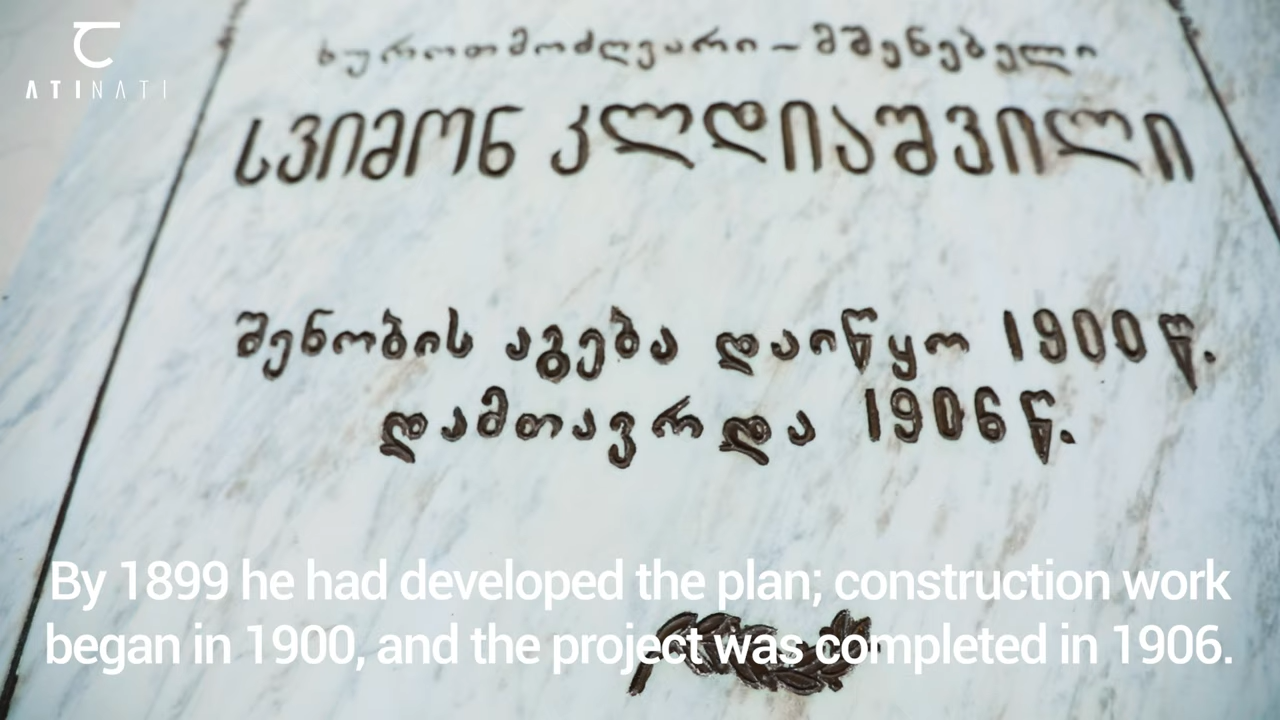 ATINATI
ხუროთმოძღვარი - მშენებელი
სვიმონ კლდიაშვილი
შენობის აგება დაიწყო 1900 წ.
დამთავრდა 1906 წ.
By 1899 he had developed the plan; construction work
began in 1900, and the project was completed in 1906.